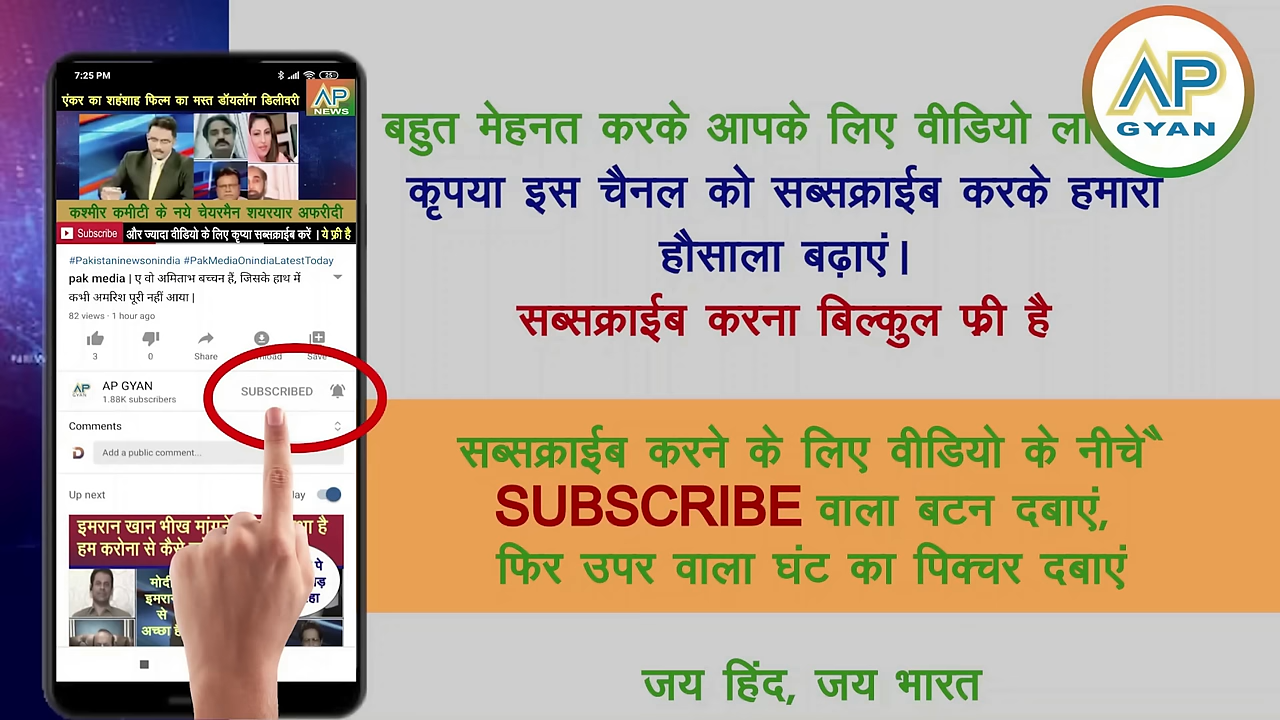 7:25 PM
25
एंकर का शहंशाह फिल्म का मस्त डॉयलॉग डिलीवरी
AP
NEWS
कश्मीर कमीटी के नये चेयरमैन शयरयार अफरीदी
Subscribe और ज्यादा वीडियो के लिए कृप्या सब्सक्राईब करें । ये फ्री है
#Pakistaninewsonindia #PakMediaOnindiaLatestToday
pak media | ए वो अमिताभ बच्चन हैं, जिसके हाथ में
कभी अमरिश पूरी नहीं आया |
82 views · 1 hour ago
3 0 Share Save
AP GYAN SUBSCRIBED
1.88K subscribers
Comments
Add a public comment...
Up next
इमरान खान भीख मांगने है
हम करोना से कैसे
मोदी
इमरान
से
अच्छा है
AP
GYAN
बहुत मेहनत करके आपके लिए वीडियो
कृपया इस चैनल को सब्सक्राईब करके हमारा
हौसाला बढ़ाएं।
सब्सक्राईब करना बिल्कुल फ्री है
सब्सक्राईब करने के लिए वीडियो के नीचे"
SUBSCRIBE वाला बटन दबाएं,
फिर उपर वाला घंट का पिक्चर दबाएं
जय हिंद, जय भारत